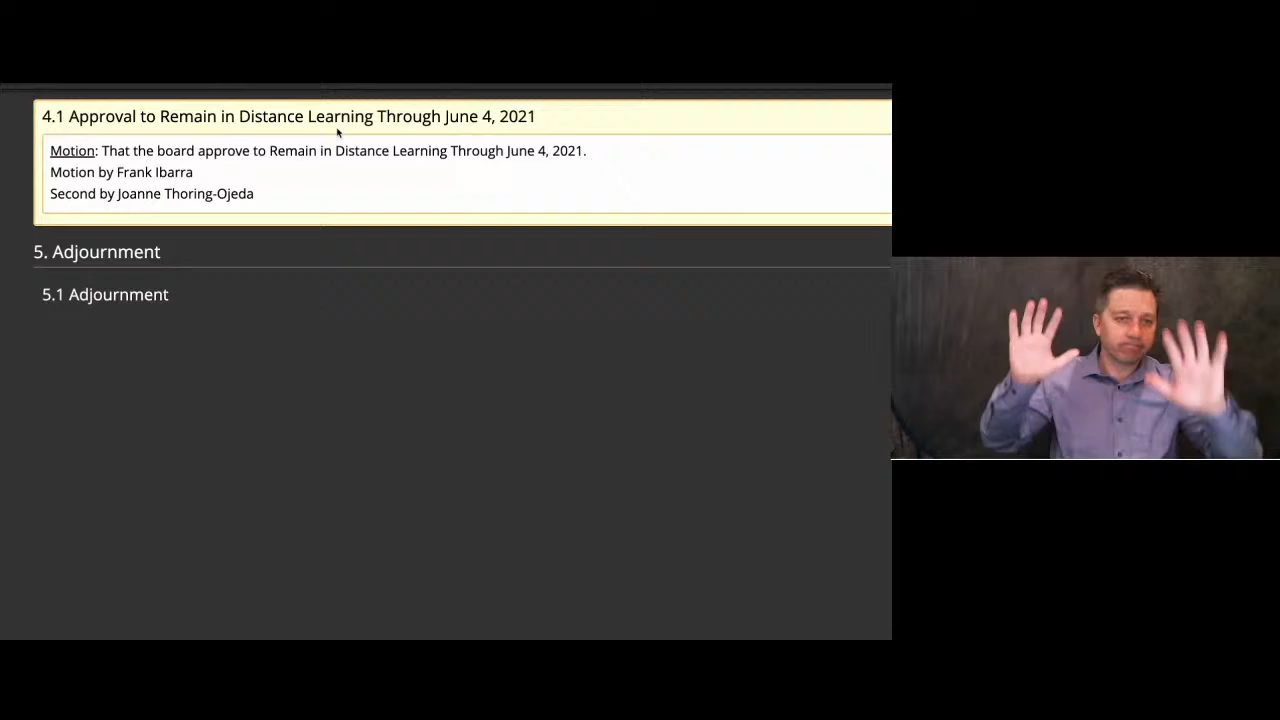 4.1 Approval to Remain in Distance Learning Through June 4, 2021
Motion: That the board approve to Remain in Distance Learning Through June 4, 2021.
Motion by Frank Ibarra
Second by Joanne Thoring-Ojeda
5. Adjournment
5.1 Adjournment